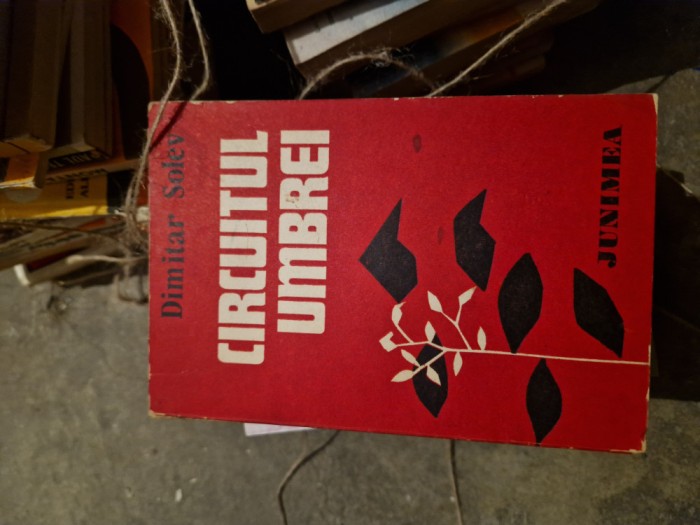 Dimitar Solev
CIRCUITUL
UMBREI
JUNIMEA